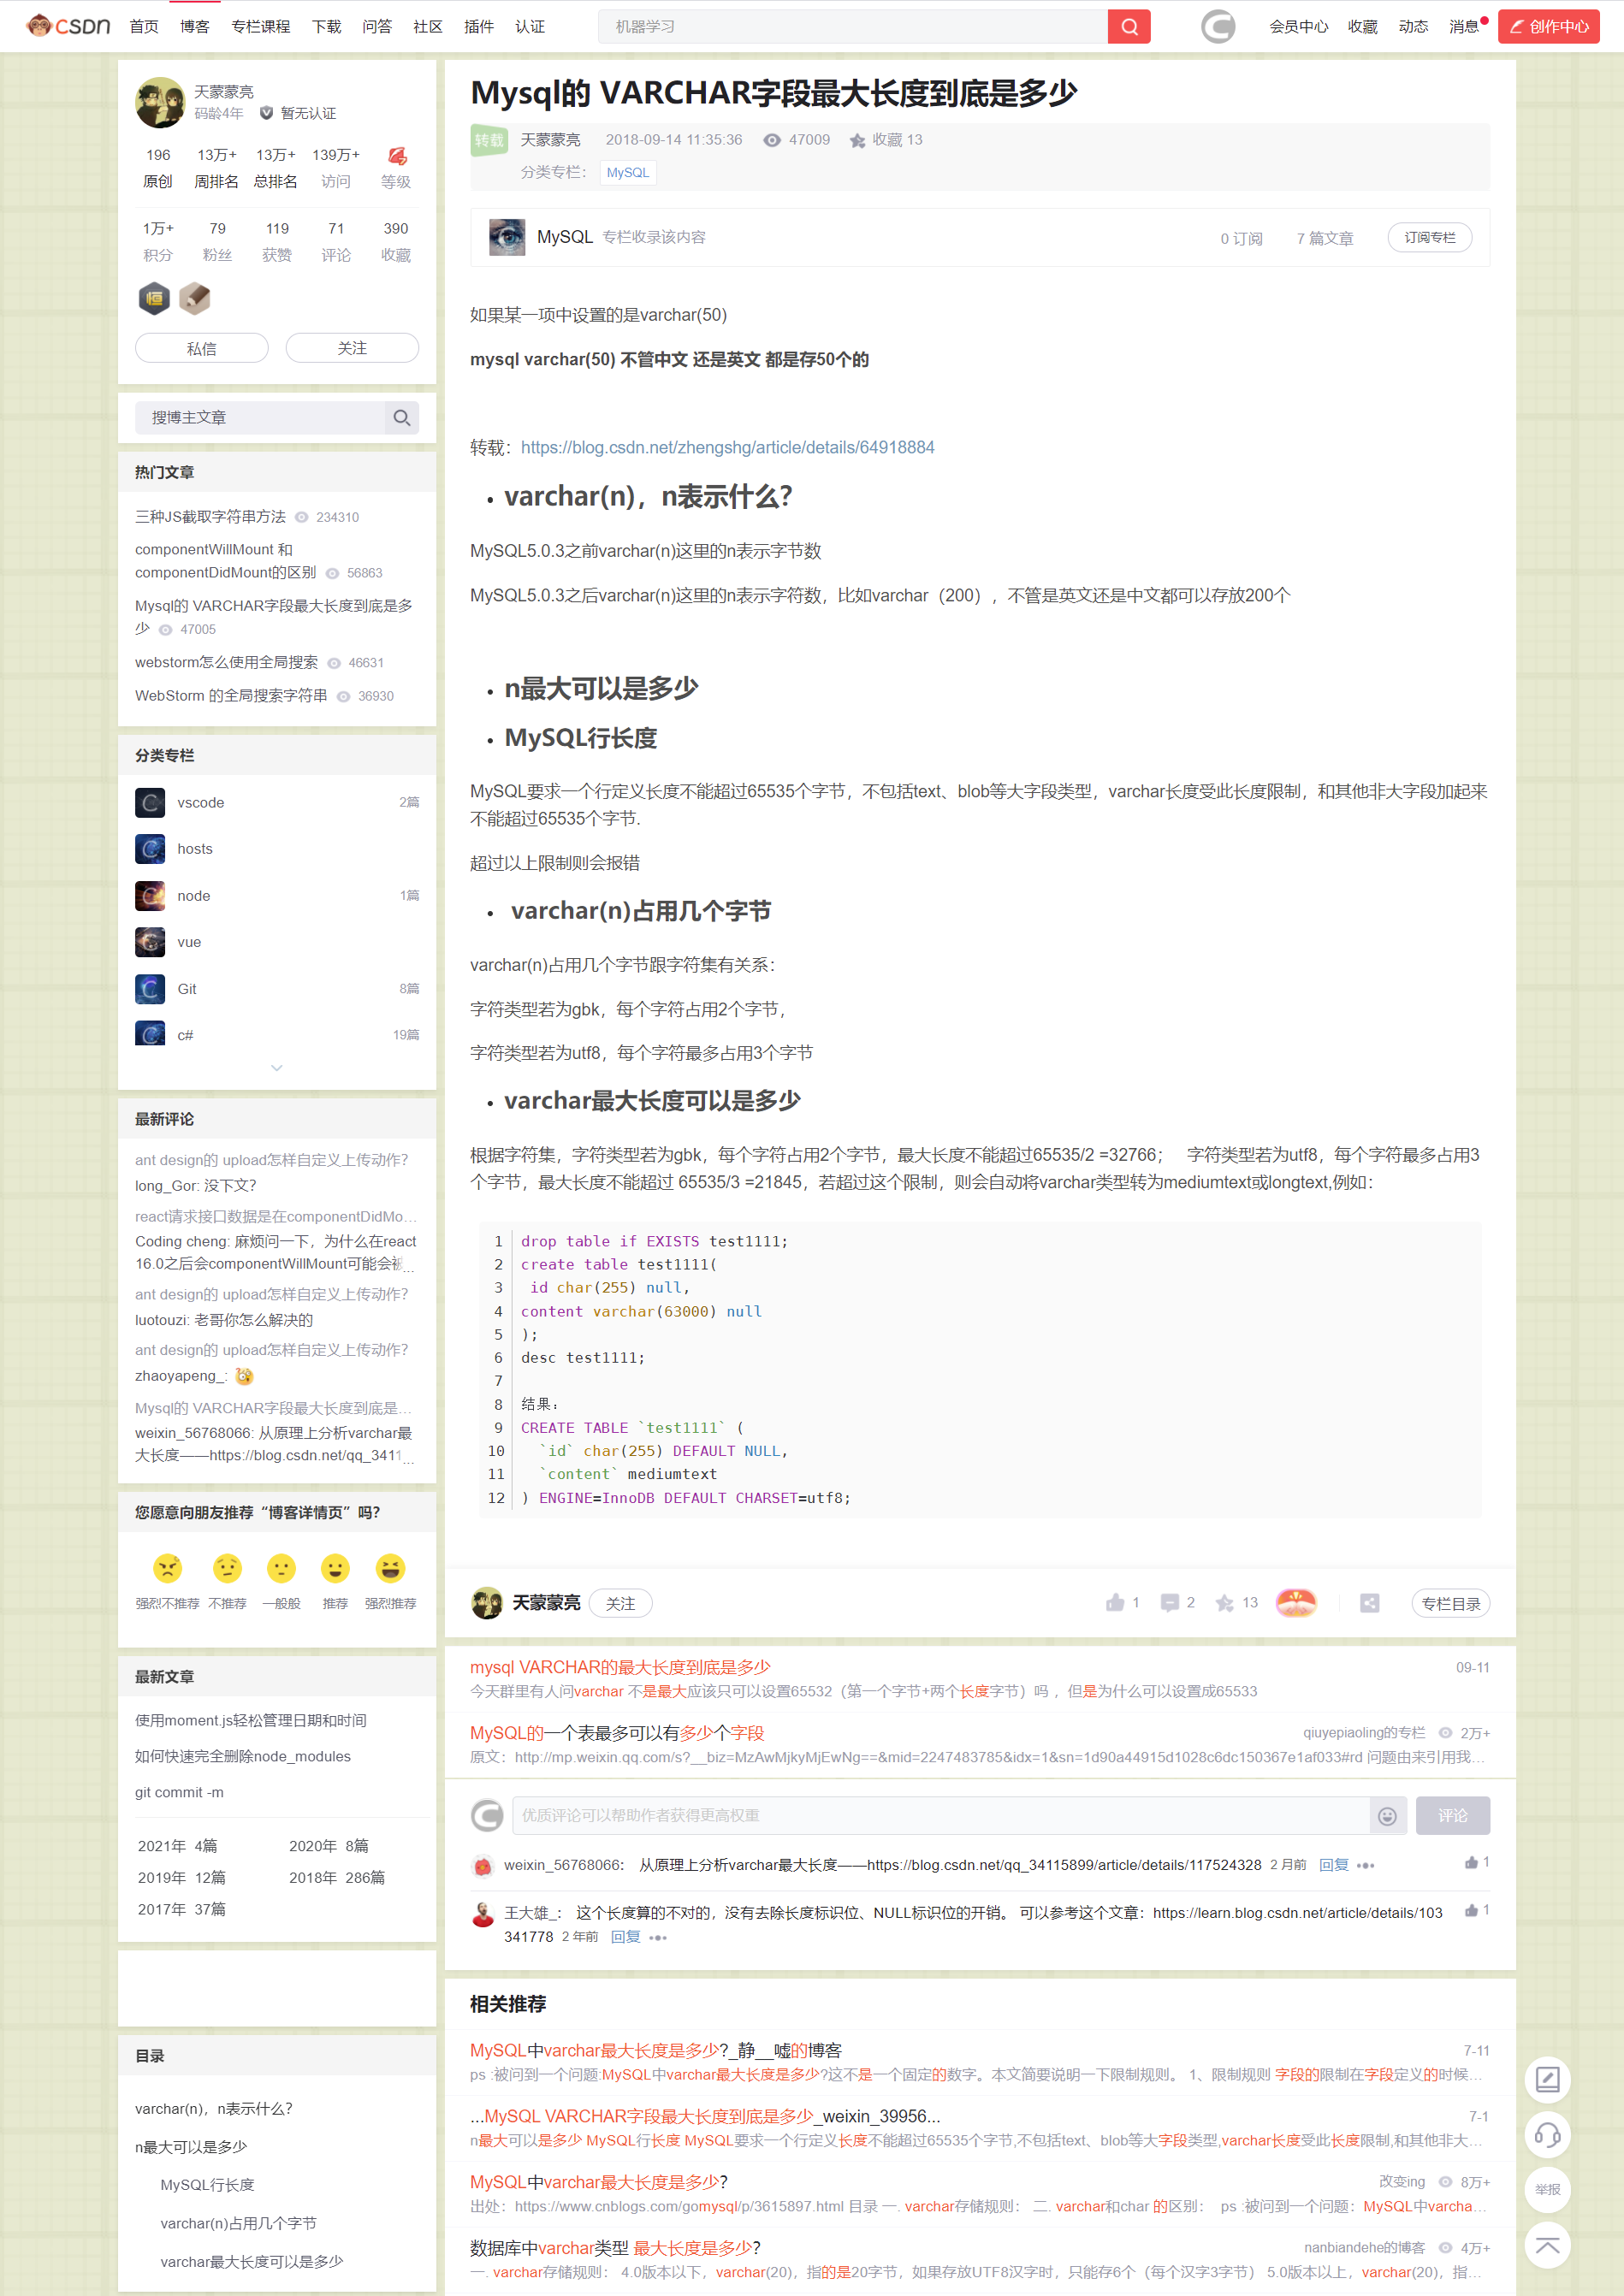 CSDN 首页 博客 专栏课程 下载 问答 社区 插件 认证 机器学习 会员中心 收藏 动态 消息 创作中心
天蒙蒙亮
码龄4年 暂无认证
196 13万+ 13万+ 139万+
原创 周排名 总排名 访问 等级
1万+ 79 119 71 390
积分 粉丝 获赞 评论 收藏
私信 关注
搜博主文章
热门文章
三种JS截取字符串方法 234310
componentWillMount 和
componentDidMount的区别 56863
Mysql的 VARCHAR字段最大长度到底是多
少 47005
webstorm怎么使用全局搜索 46631
WebStorm 的全局搜索字符串 36930
分类专栏
vscode 2篇
hosts
node 1篇
vue
Git 8篇
c# 19篇
最新评论
ant design的 upload怎样自定义上传动作?
long_Gor: 没下文?
react请求接口数据是在componentDidMo...
Coding cheng: 麻烦问一下，为什么在react
16.0之后会componentWillMount可能会被...
ant design的 upload怎样自定义上传动作?
luotouzi: 老哥你怎么解决的
ant design的 upload怎样自定义上传动作?
zhaoyapeng_:
Mysql的 VARCHAR字段最大长度到底是...
weixin_56768066: 从原理上分析varchar最
大长度——https://blog.csdn.net/qq_3411...
您愿意向朋友推荐“博客详情页”吗?
强烈不推荐 不推荐 一般般 推荐 强烈推荐
最新文章
使用moment.js轻松管理日期和时间
如何快速完全删除node_modules
git commit -m
2021年 4篇 2020年 8篇
2019年 12篇 2018年 286篇
2017年 37篇
目录
varchar(n)，n表示什么?
n最大可以是多少
MySQL行长度
varchar(n)占用几个字节
varchar最大长度可以是多少
Mysql的 VARCHAR字段最大长度到底是多少
转载 天蒙蒙亮 2018-09-14 11:35:36 47009 收藏 13
分类专栏： MySQL
MySQL 专栏收录该内容 0 订阅 7 篇文章 订阅专栏
如果某一项中设置的是varchar(50)
mysql varchar(50) 不管中文 还是英文 都是存50个的
转载：https://blog.csdn.net/zhengshg/article/details/64918884
varchar(n)，n表示什么?
MySQL5.0.3之前varchar(n)这里的n表示字节数
MySQL5.0.3之后varchar(n)这里的n表示字符数，比如varchar（200），不管是英文还是中文都可以存放200个
n最大可以是多少
MySQL行长度
MySQL要求一个行定义长度不能超过65535个字节，不包括text、blob等大字段类型，varchar长度受此长度限制，和其他非大字段加起来
不能超过65535个字节.
超过以上限制则会报错
varchar(n)占用几个字节
varchar(n)占用几个字节跟字符集有关系：
字符类型若为gbk，每个字符占用2个字节，
字符类型若为utf8，每个字符最多占用3个字节
varchar最大长度可以是多少
根据字符集，字符类型若为gbk，每个字符占用2个字节，最大长度不能超过65535/2 =32766； 字符类型若为utf8，每个字符最多占用3
个字节，最大长度不能超过 65535/3 =21845，若超过这个限制，则会自动将varchar类型转为mediumtext或longtext,例如：
1 drop table if EXISTS test1111;
2 create table test1111(
3 id char(255) null,
4 content varchar(63000) null
5 );
6 desc test1111;
7
8 结果：
9 CREATE TABLE `test1111` (
10 `id` char(255) DEFAULT NULL,
11 `content` mediumtext
12 ) ENGINE=InnoDB DEFAULT CHARSET=utf8;
天蒙蒙亮 关注 1 2 13 专栏目录
mysql VARCHAR的最大长度到底是多少 09-11
今天群里有人问varchar 不是最大应该只可以设置65532（第一个字节+两个长度字节）吗 ，但是为什么可以设置成65533
MySQL的一个表最多可以有多少个字段 qiuyepiaoling的专栏 2万+
原文：http://mp.weixin.qq.com/s?__biz=MzAwMjkyMjEwNg==&mid=2247483785&idx=1&sn=1d90a44915d1028c6dc150367e1af033#rd 问题由来引用我...
优质评论可以帮助作者获得更高权重 评论
weixin_56768066： 从原理上分析varchar最大长度——https://blog.csdn.net/qq_34115899/article/details/117524328 2 月前 回复 1
王大雄_： 这个长度算的不对的，没有去除长度标识位、NULL标识位的开销。 可以参考这个文章：https://learn.blog.csdn.net/article/details/103 1
341778 2 年前 回复
相关推荐
MySQL中varchar最大长度是多少?_静__嘘的博客 7-11
ps :被问到一个问题:MySQL中varchar最大长度是多少?这不是一个固定的数字。本文简要说明一下限制规则。 1、限制规则 字段的限制在字段定义的时候...
...MySQL VARCHAR字段最大长度到底是多少_weixin_39956... 7-1
n最大可以是多少 MySQL行长度 MySQL要求一个行定义长度不能超过65535个字节,不包括text、blob等大字段类型,varchar长度受此长度限制,和其他非大...
MySQL中varchar最大长度是多少? 改变ing 8万+
出处：https://www.cnblogs.com/gomysql/p/3615897.html 目录 一. varchar存储规则： 二. varchar和char 的区别： ps :被问到一个问题：MySQL中varcha...
数据库中varchar类型 最大长度是多少? nanbiandehe的博客 4万+
一. varchar存储规则： 4.0版本以下，varchar(20)，指的是20字节，如果存放UTF8汉字时，只能存6个（每个汉字3字节） 5.0版本以上，varchar(20)，指...
举报